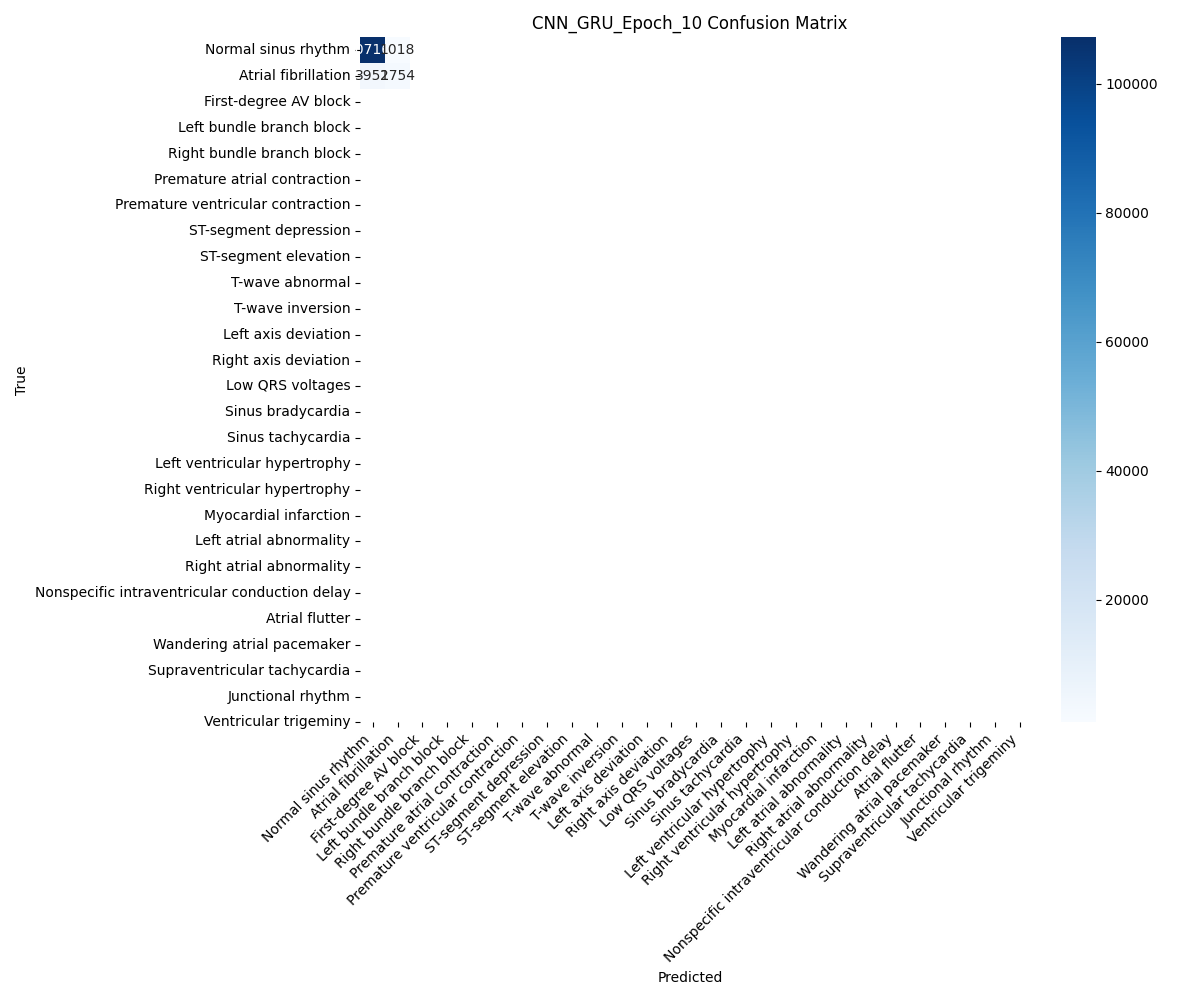 CNN_GRU_Epoch_10 Confusion Matrix
Normal sinus rhythm
Atrial fibrillation
First-degree AV block
Left bundle branch block
Right bundle branch block
Premature atrial contraction
Premature ventricular contraction
ST-segment depression
ST-segment elevation
T-wave abnormal
T-wave inversion
Left axis deviation
Right axis deviation
Low QRS voltages
Sinus bradycardia
Sinus tachycardia
Left ventricular hypertrophy
Right ventricular hypertrophy
Myocardial infarction
Left atrial abnormality
Right atrial abnormality
Nonspecific intraventricular conduction delay
Atrial flutter
Wandering atrial pacemaker
Supraventricular tachycardia
Junctional rhythm
Ventricular trigeminy
True
100000
80000
60000
40000
20000
Normal sinus rhythm
Atrial fibrillation
First-degree AV block
Left bundle branch block
Right bundle branch block
Premature atrial contraction
Premature ventricular contraction
ST-segment depression
ST-segment elevation
T-wave abnormal
T-wave inversion
Left axis deviation
Right axis deviation
Low QRS voltages
Sinus bradycardia
Sinus tachycardia
Left ventricular hypertrophy
Right ventricular hypertrophy
Myocardial infarction
Left atrial abnormality
Right atrial abnormality
Nonspecific intraventricular conduction delay
Atrial flutter
Wandering atrial pacemaker
Supraventricular tachycardia
Junctional rhythm
Ventricular trigeminy
Predicted